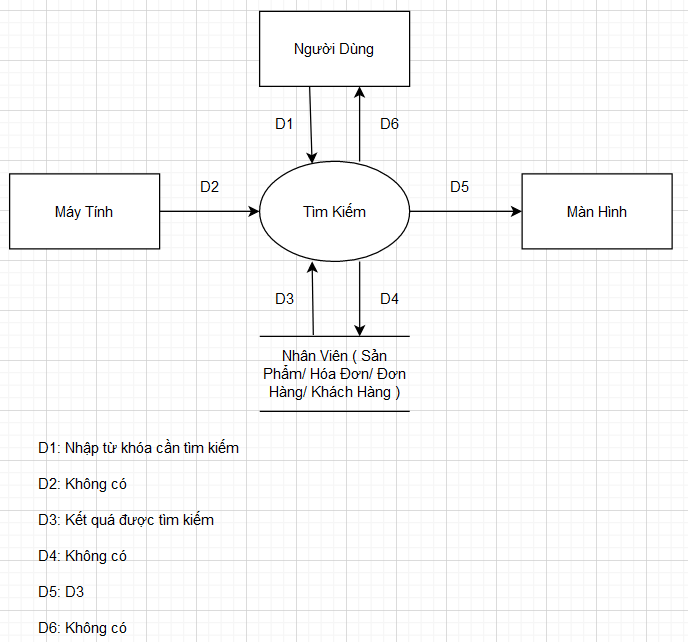 Người Dùng
D1
D6
D2
D5
Máy Tính
Tìm Kiếm
Màn Hình
D3
D4
Nhân Viên ( Sản
Phẩm/ Hóa Đơn/ Đơn
Hàng/ Khách Hàng )
D1: Nhập từ khóa cần tìm kiếm
D2: Không có
D3: Kết quá được tìm kiếm
D4: Không có
D5: D3
D6: Không có